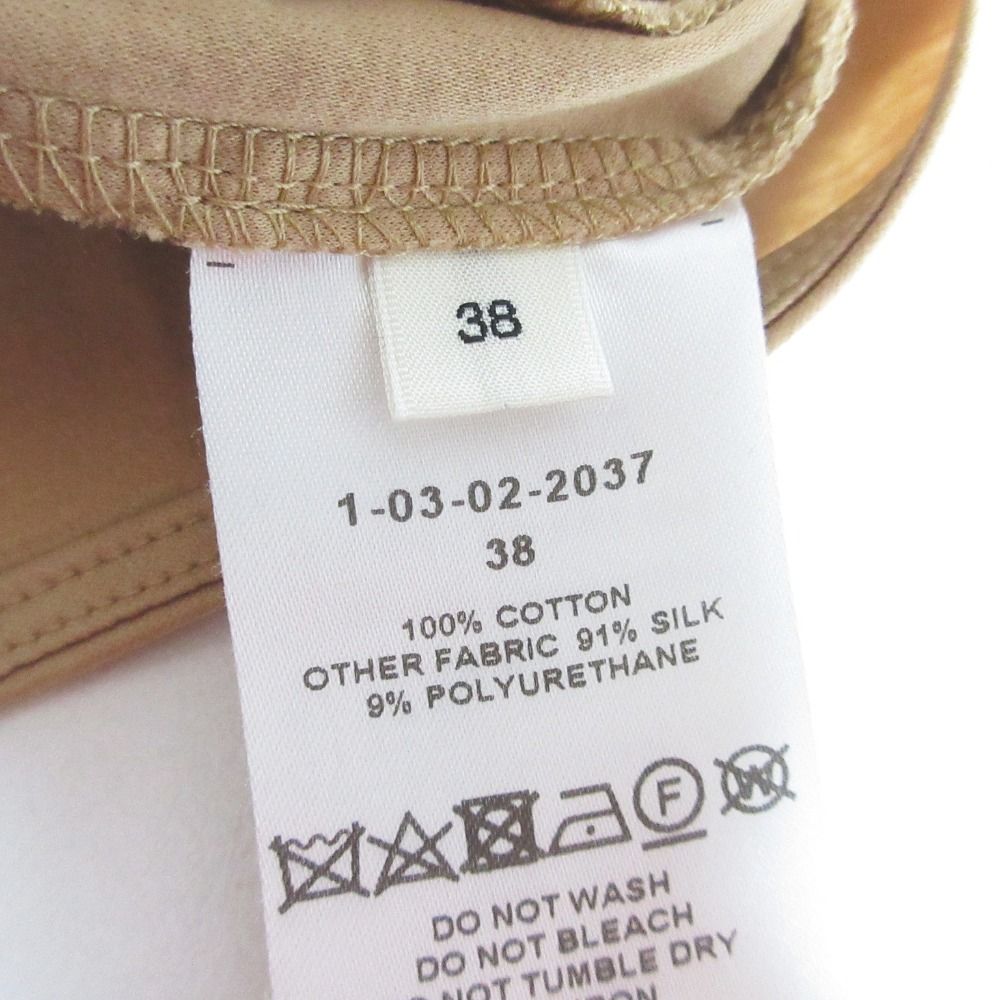 38
1-03-02-2037
38
100% COTTON
OTHER FABRIC 91% SILK
9% POLYURETHANE
F
W
DO NOT WASH
DO NOT BLEACH
NOT TUMBLE DRY